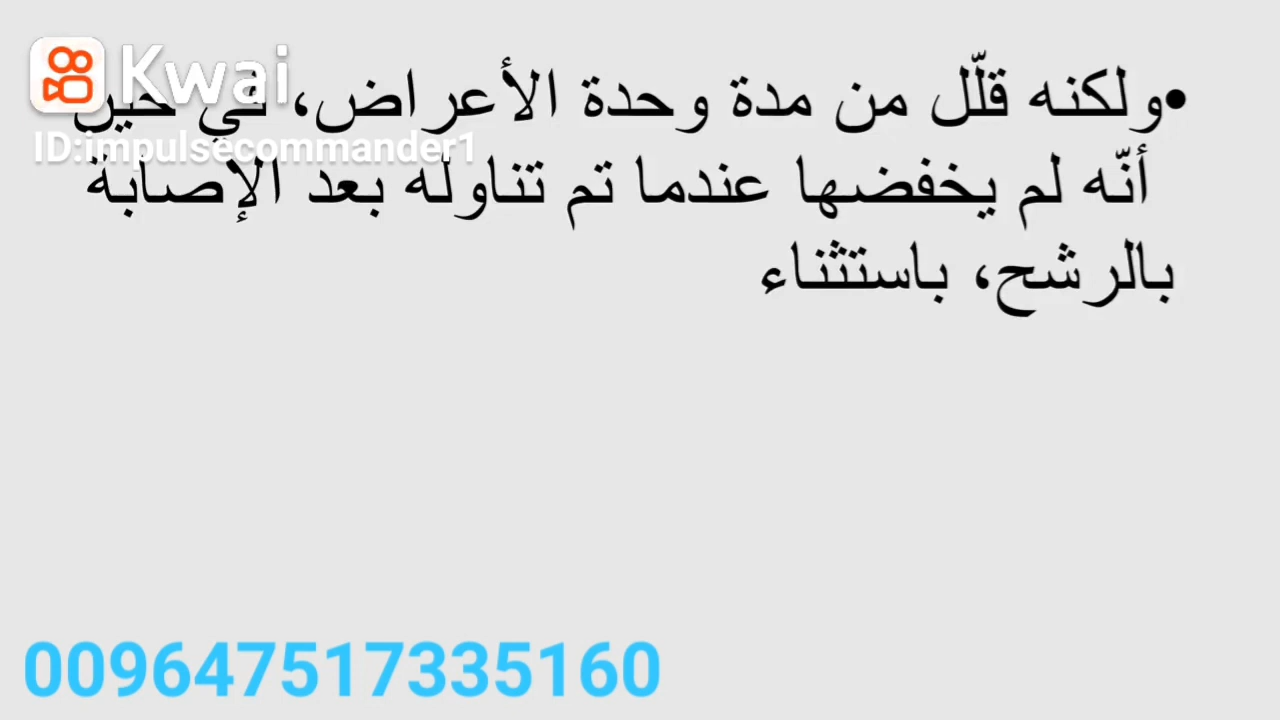 Kwai
ID:impulsecommander1
•ولكنه قلّل من مدة وحدة الأعراض، في حين
أنّه لم يخفضها عندما تم تناوله بعد الإصابة
بالرشح، باستثناء
009647517335160